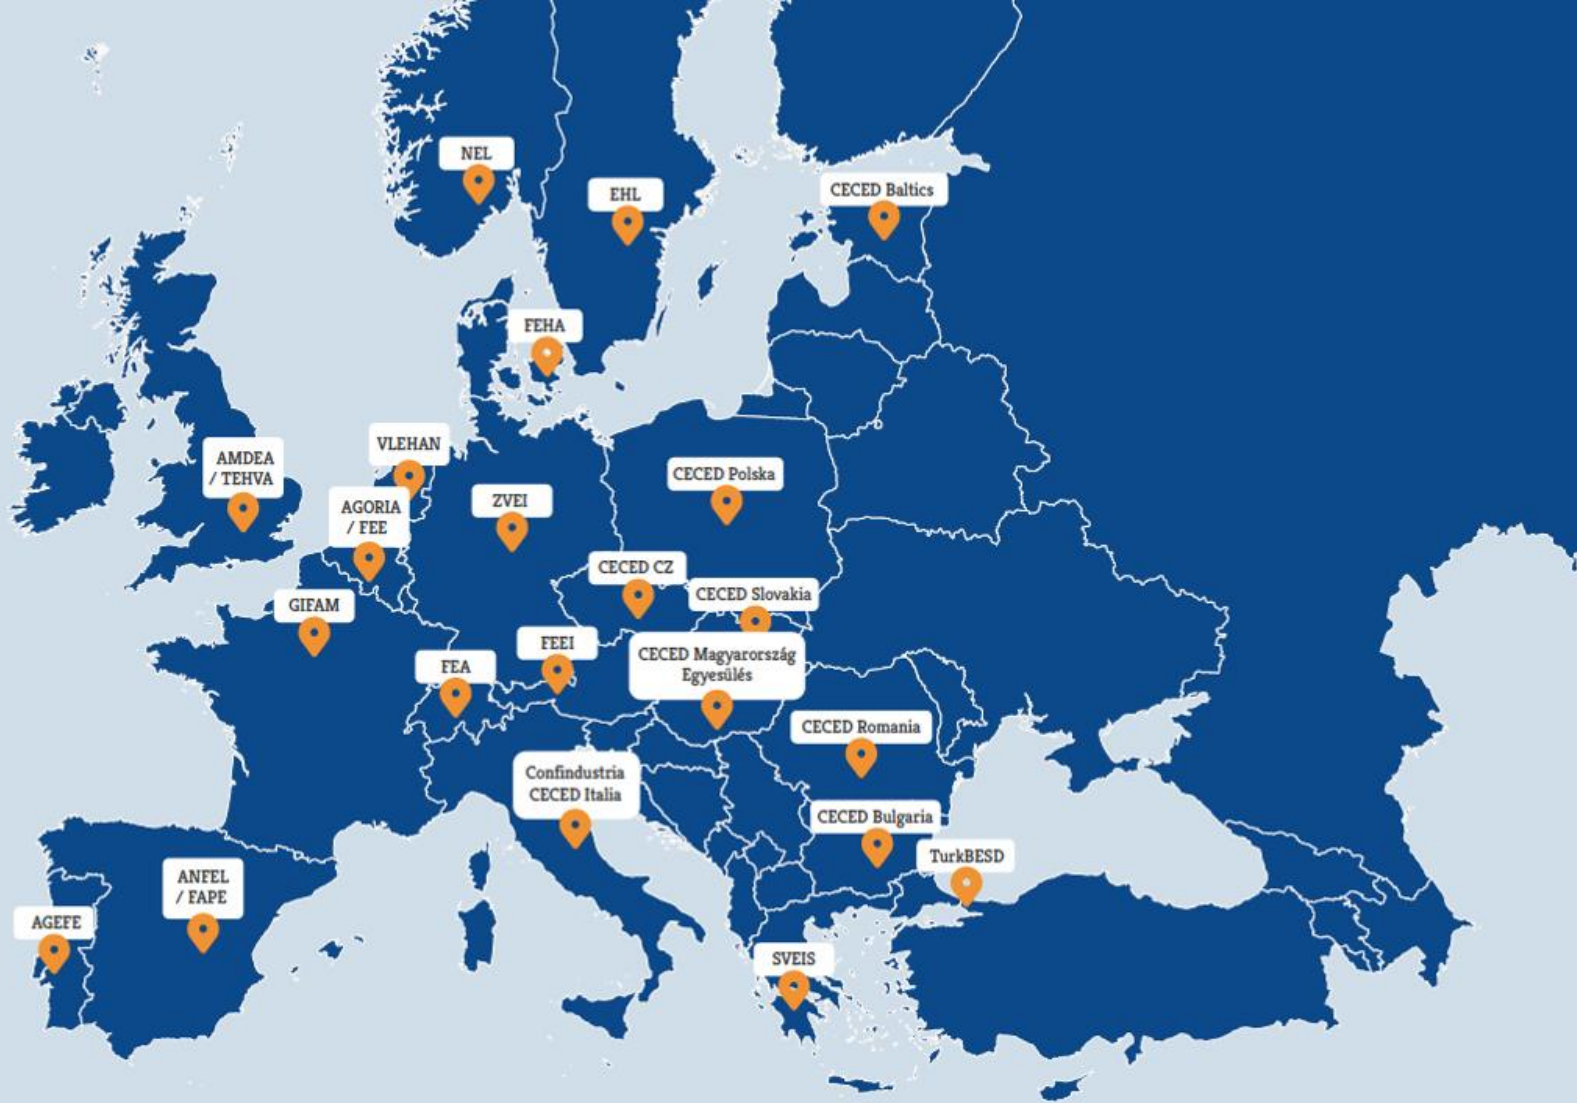 NEL
EHL
CECED Baltics
FEHA
VLEHAN
AMDEA
/ TEHVA
CECED Polska
ZVEI
AGORIA
/ FEE
CECED CZ
CECED Slovakia
GIFAM
FEEI
CECED Magyarország
Egyesülés
FEA
CECED Romania
Confindustria
CECED Italia
CECED Bulgaria
TurkBESD
ANFEL
/ FAPE
AGEFE
SVEIS